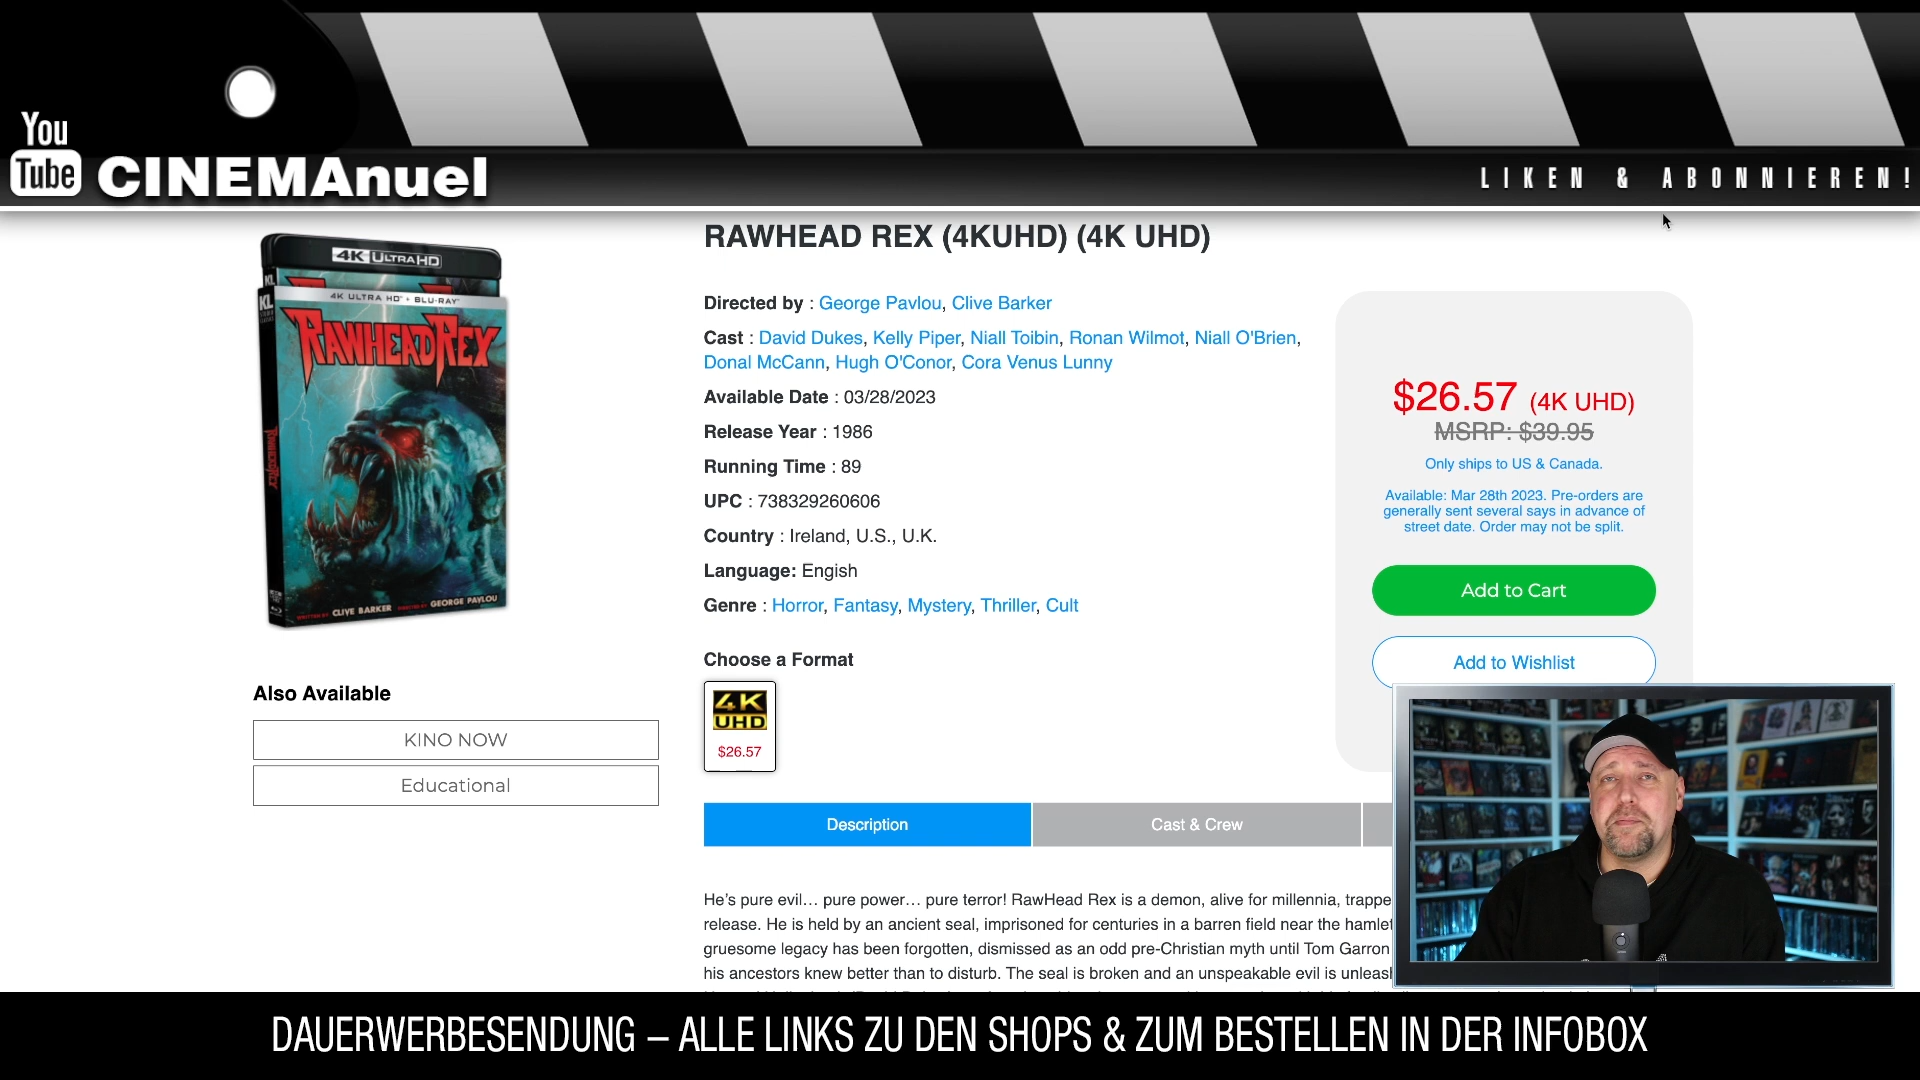 You
Tube CINEMAnuel
LIKEN & ABONNIEREN!
4K ULTRAHD
4K ULTRA HD + BLU-RAY
KL
RAWHEAD REX
RAWHEAD REX
WRITTEN BY CLIVE BARKER DIRECTED BY GEORGE PAVLOU
Also Available
KINO NOW
Educational
RAWHEAD REX (4KUHD) (4K UHD)
Directed by : George Pavlou, Clive Barker
Cast : David Dukes, Kelly Piper, Niall Toibin, Ronan Wilmot, Niall O'Brien,
Donal McCann, Hugh O'Conor, Cora Venus Lunny
Available Date : 03/28/2023
Release Year : 1986
Running Time : 89
UPC : 738329260606
Country : Ireland, U.S., U.K.
Language: Engish
Genre : Horror, Fantasy, Mystery, Thriller, Cult
Choose a Format
4K
UHD
$26.57
$26.57 (4K UHD)
MSRP: $39.95
Only ships to US & Canada.
Available: Mar 28th 2023. Pre-orders are
generally sent several says in advance of
street date. Order may not be split.
Add to Cart
Add to Wishlist
Description
Cast & Crew
He's pure evil… pure power… pure terror! RawHead Rex is a demon, alive for millennia, trappe
release. He is held by an ancient seal, imprisoned for centuries in a barren field near the hamlet
gruesome legacy has been forgotten, dismissed as an odd pre-Christian myth until Tom Garron
his ancestors knew better than to disturb. The seal is broken and an unspeakable evil is unleash
DAUERWERBESENDUNG – ALLE LINKS ZU DEN SHOPS & ZUM BESTELLEN IN DER INFOBOX